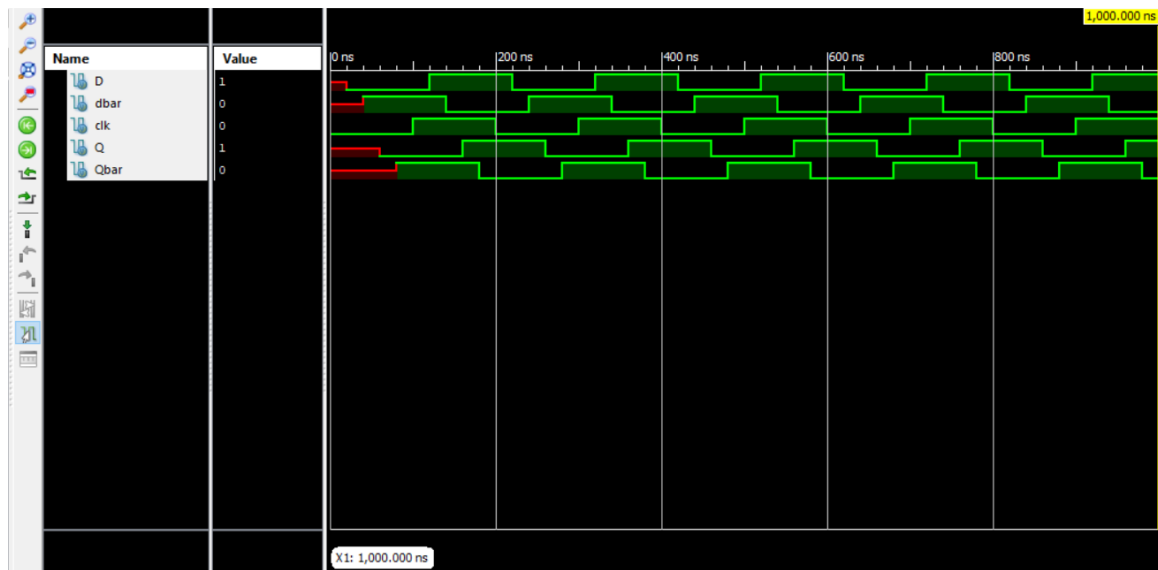 1,000.000 ns
Name Value
0 ns 200 ns 400 ns 600 ns 800 ns
D 1
dbar 0
clk 0
Q 1
Qbar 0
X1: 1,000.000 ns